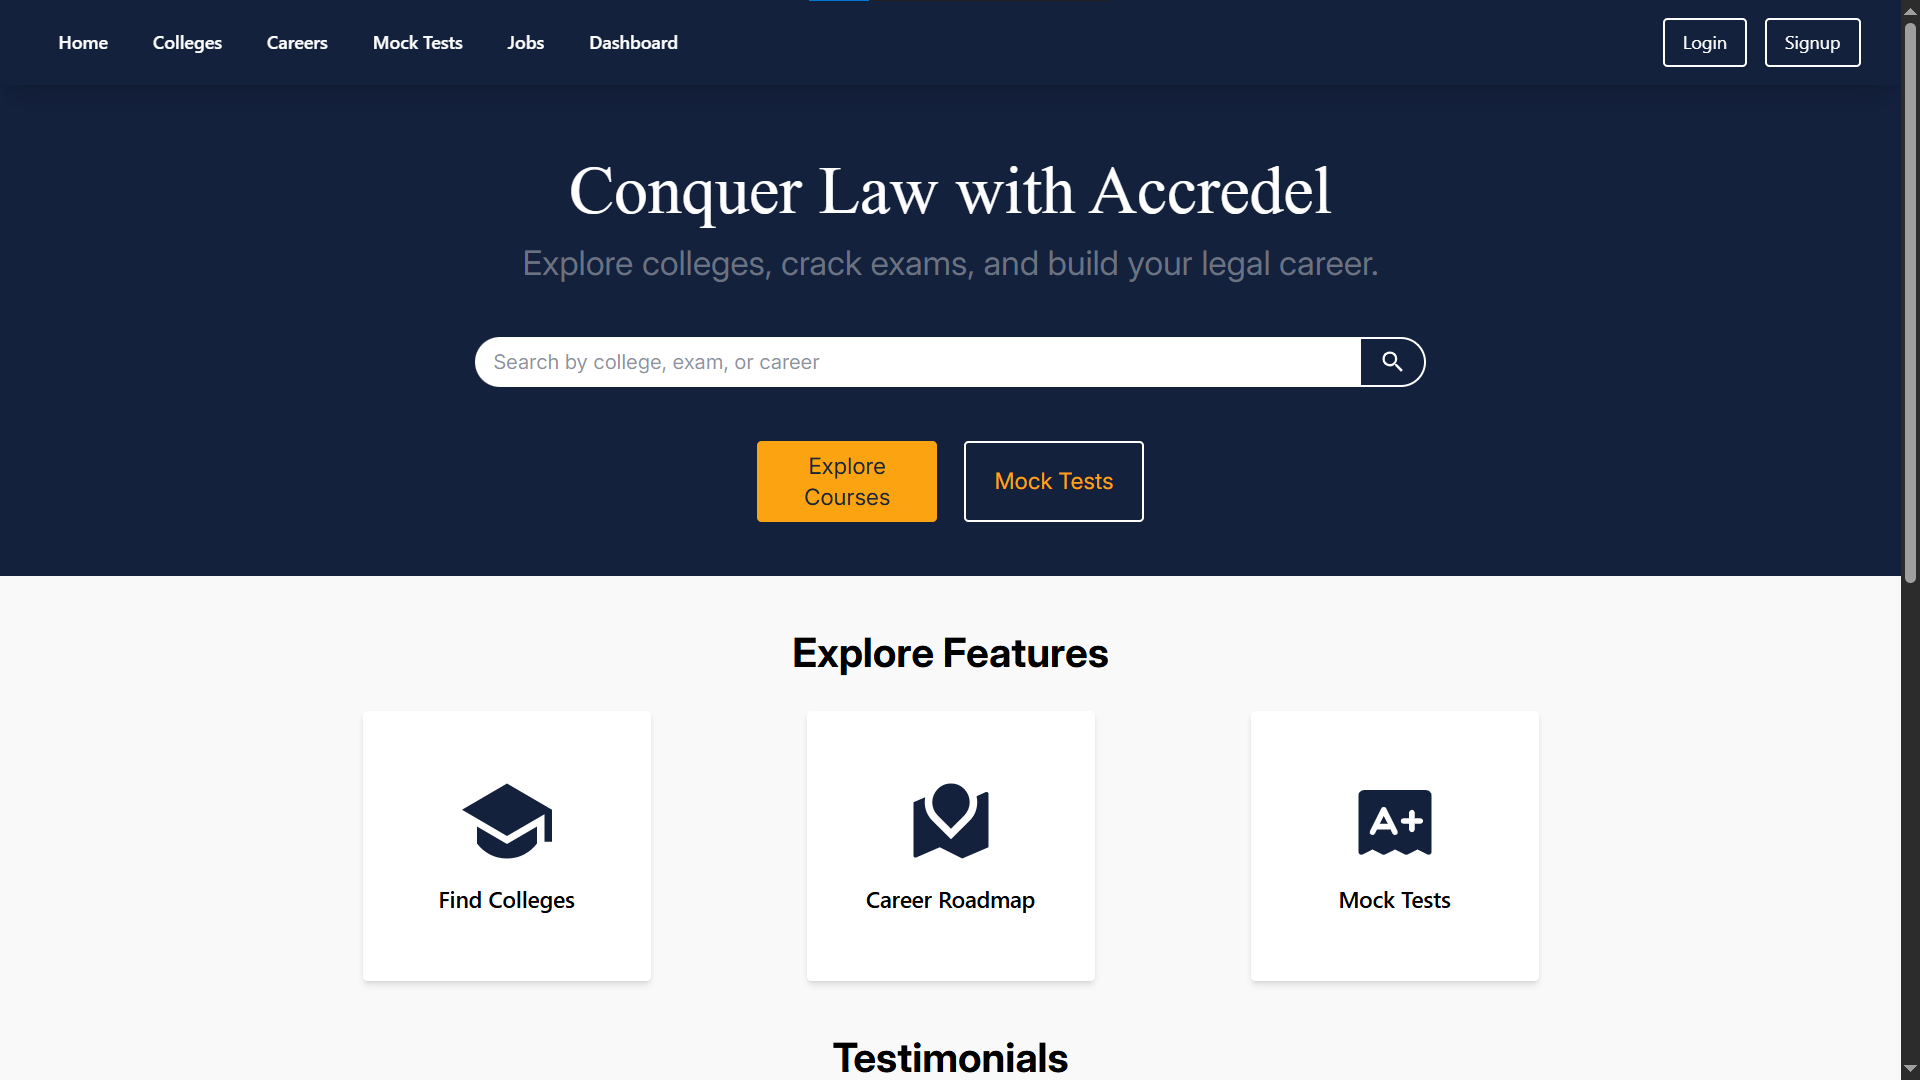 Home Colleges Careers Mock Tests Jobs Dashboard Login Signup
Conquer Law with Accredel
Explore colleges, crack exams, and build your legal career.
Search by college, exam, or career
Explore
Courses
Mock Tests
Explore Features
A+
Find Colleges Career Roadmap Mock Tests
Testimonials